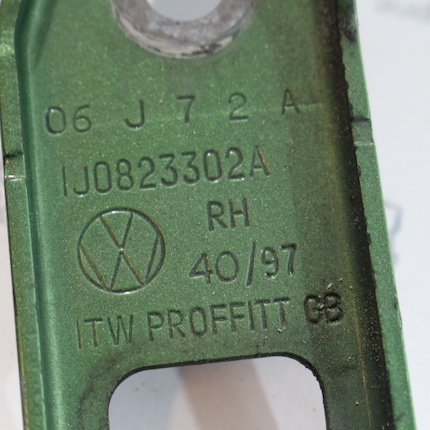 06 J 7 2 A
1J0823302A
RH
40/97
ITW PROFFITT GB